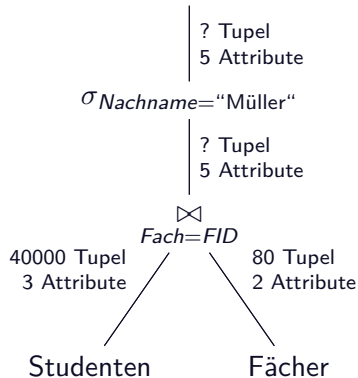 ? Tupel
5 Attribute
σNachname=“Müller“
? Tupel
5 Attribute
⋈
Fach=FID
40000 Tupel
3 Attribute
80 Tupel
2 Attribute
Studenten
Fächer